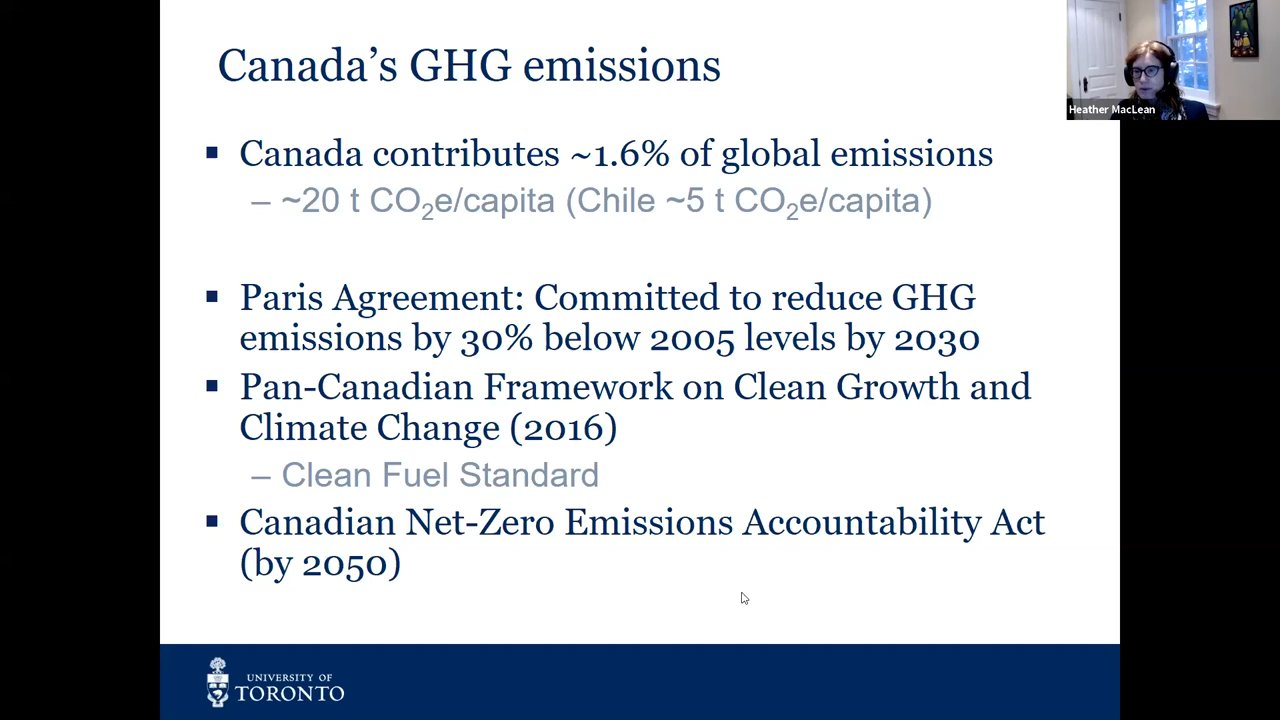 Canada's GHG emissions
Heather MacLean
▪ Canada contributes ~1.6% of global emissions
– ~20 t CO₂e/capita (Chile ~5 t CO₂e/capita)
▪ Paris Agreement: Committed to reduce GHG
emissions by 30% below 2005 levels by 2030
▪ Pan-Canadian Framework on Clean Growth and
Climate Change (2016)
– Clean Fuel Standard
▪ Canadian Net-Zero Emissions Accountability Act
(by 2050)
UNIVERSITY OF
TORONTO